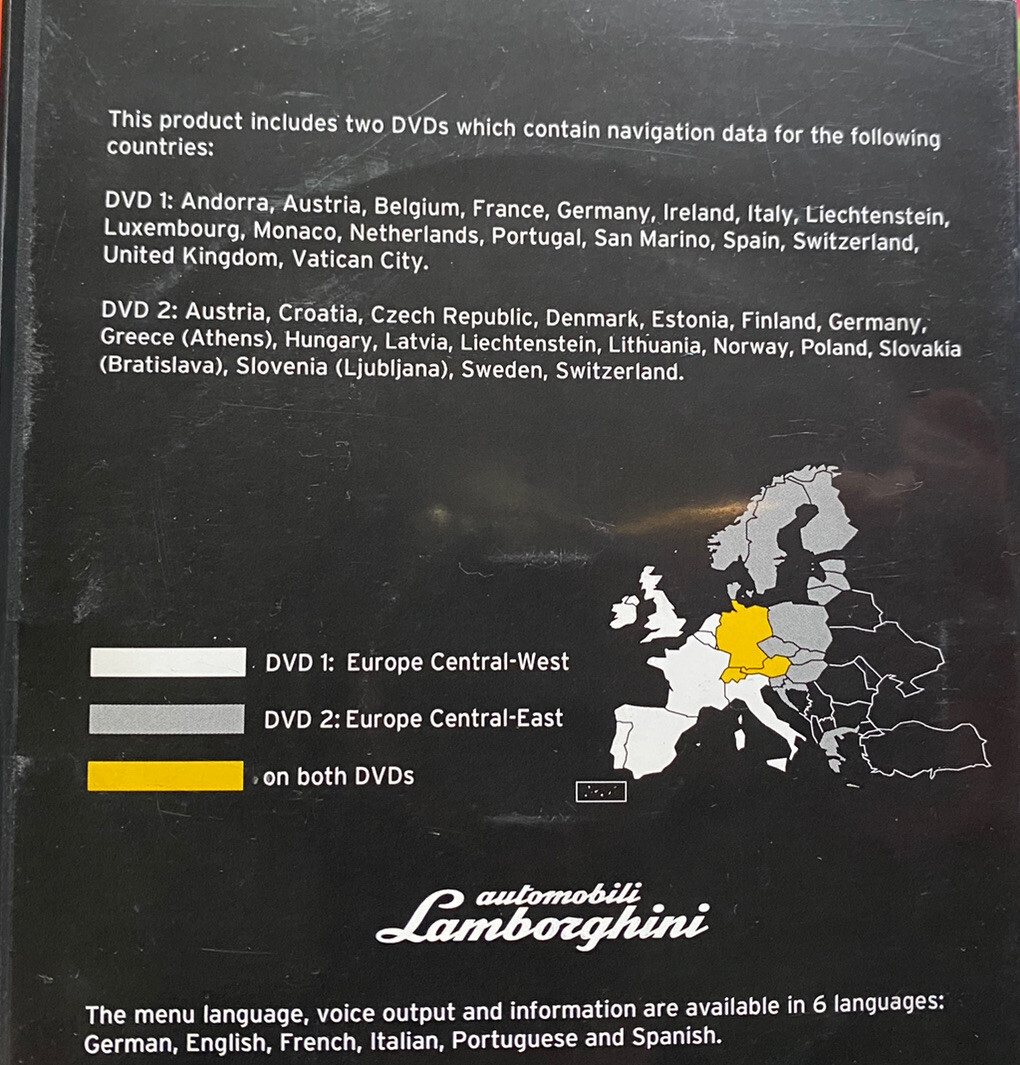 This product includes two DVDs which contain navigation data for the following
countries:
DVD 1: Andorra, Austria, Belgium, France, Germany, Ireland, Italy, Liechtenstein,
Luxembourg, Monaco, Netherlands, Portugal, San Marino, Spain, Switzerland,
United Kingdom, Vatican City.
DVD 2: Austria, Croatia, Czech Republic, Denmark, Estonia, Finland, Germany,
Greece (Athens), Hungary, Latvia, Liechtenstein, Lithuania, Norway, Poland, Slovakia
(Bratislava), Slovenia (Ljubljana), Sweden, Switzerland.
DVD 1: Europe Central-West
DVD 2: Europe Central-East
on both DVDs
automobili
Lamborghini
The menu language, voice output and information are available in 6 languages:
German, English, French, Italian, Portuguese and Spanish.